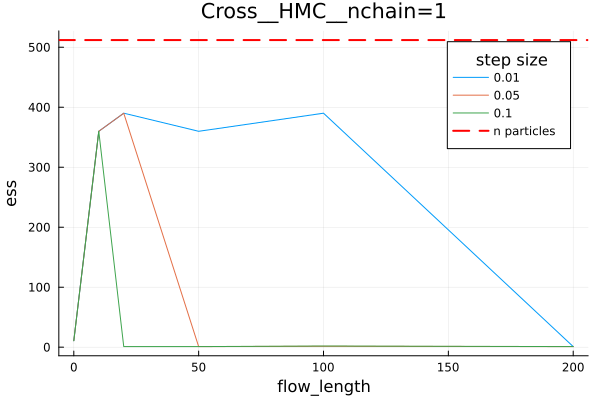 Cross__HMC__nchain=1
ess
500
400
300
200
100
0
step size
0.01
0.05
0.1
n particles
0 50 100 150 200
flow_length